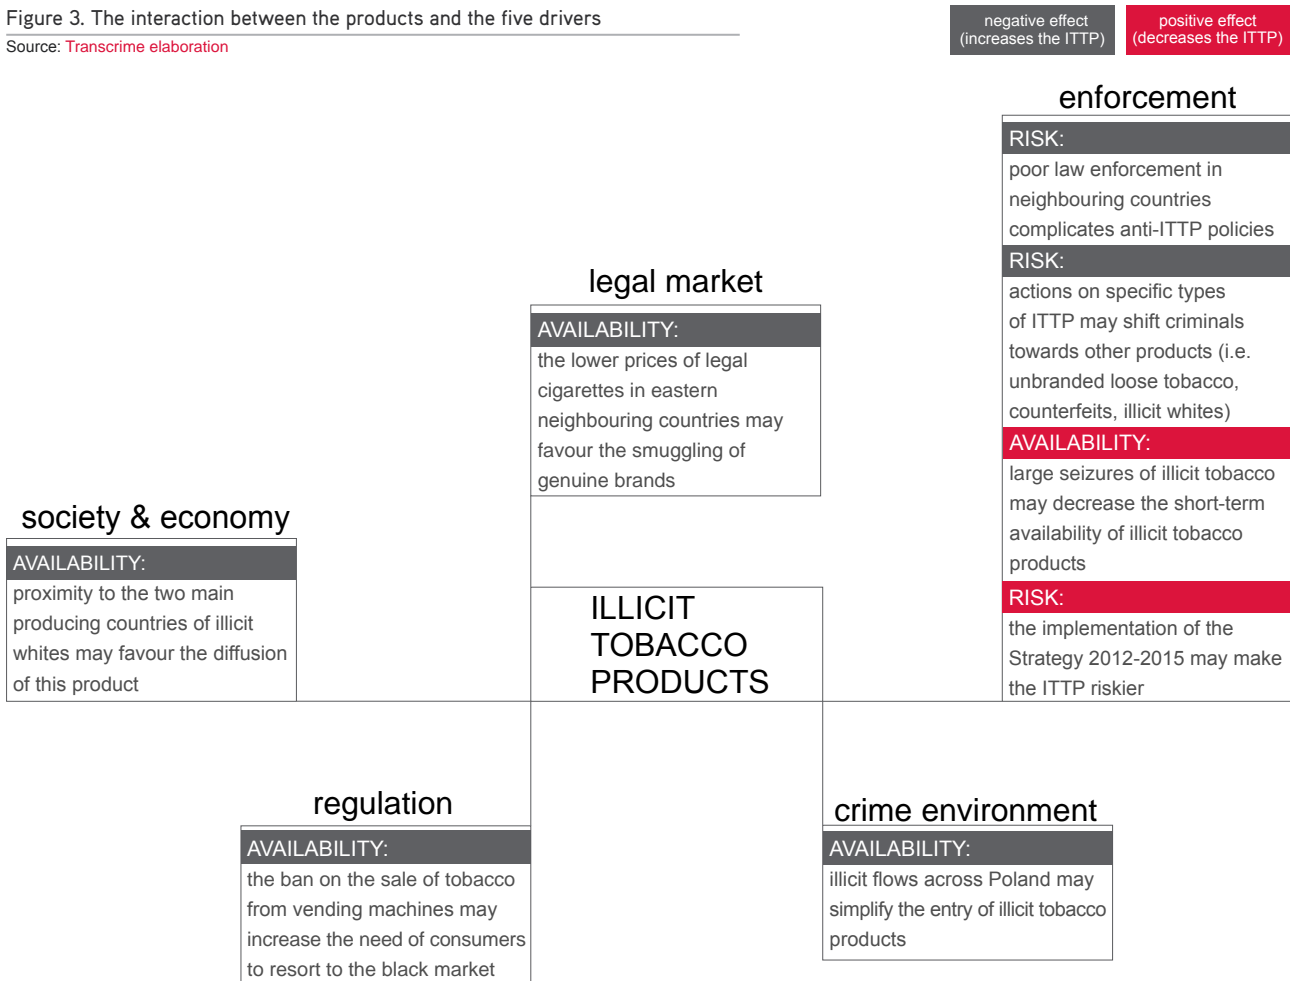 Figure 3. The interaction between the products and the five drivers
Source: Transcrime elaboration
negative effect
(increases the ITTP)
positive effect
(decreases the ITTP)
enforcement
RISK:
poor law enforcement in
neighbouring countries
complicates anti-ITTP policies
RISK:
actions on specific types
of ITTP may shift criminals
towards other products (i.e.
unbranded loose tobacco,
counterfeits, illicit whites)
AVAILABILITY:
large seizures of illicit tobacco
may decrease the short-term
availability of illicit tobacco
products
RISK:
the implementation of the
Strategy 2012-2015 may make
the ITTP riskier
legal market
AVAILABILITY:
the lower prices of legal
cigarettes in eastern
neighbouring countries may
favour the smuggling of
genuine brands
society & economy
AVAILABILITY:
proximity to the two main
producing countries of illicit
whites may favour the diffusion
of this product
ILLICIT
TOBACCO
PRODUCTS
regulation
AVAILABILITY:
the ban on the sale of tobacco
from vending machines may
increase the need of consumers
to resort to the black market
crime environment
AVAILABILITY:
illicit flows across Poland may
simplify the entry of illicit tobacco
products